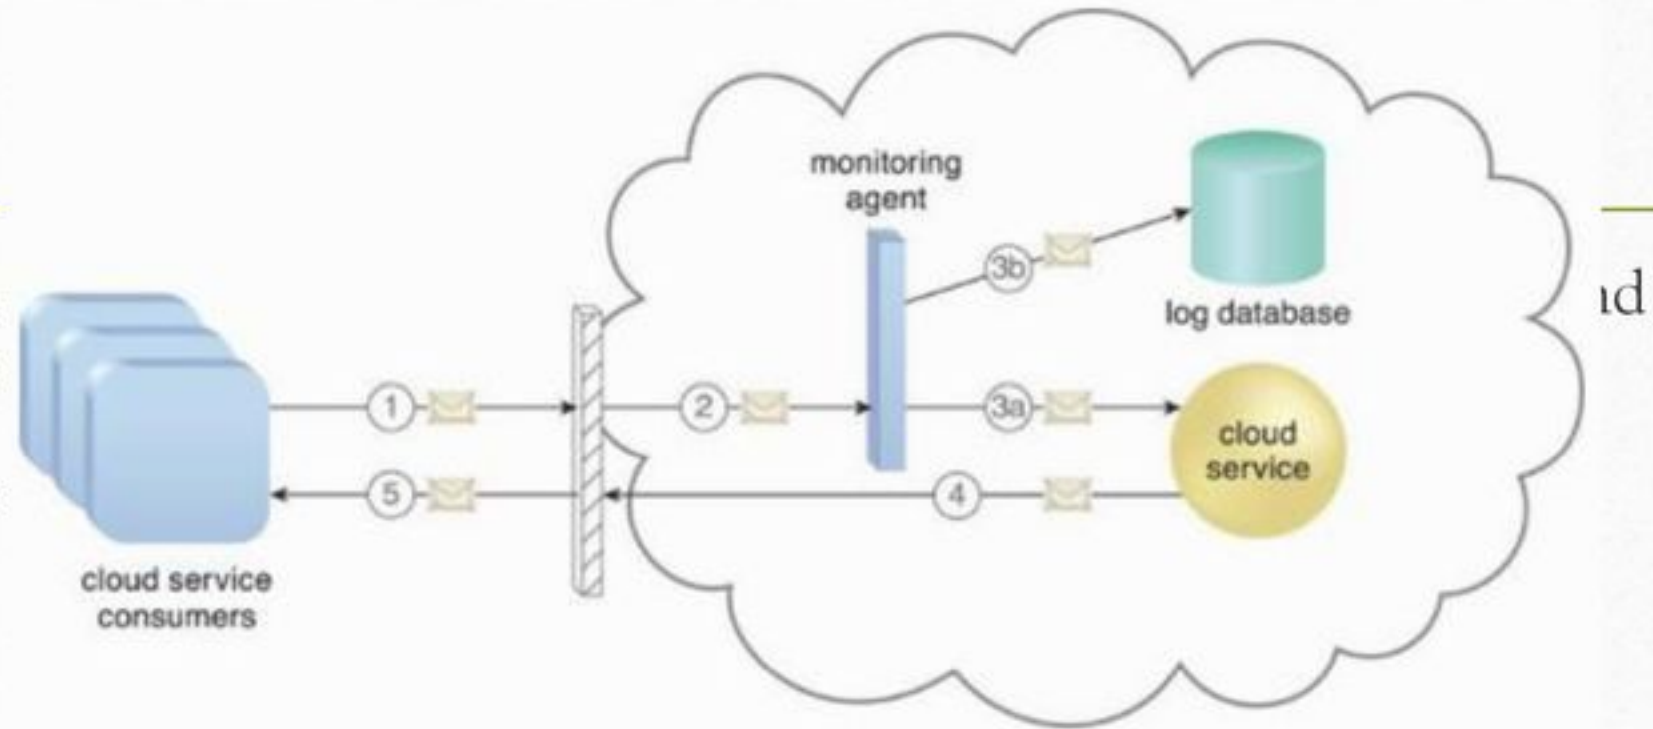 monitoring
agent
3b
log database
1
2
3a
cloud
service
5
4
cloud service
consumers